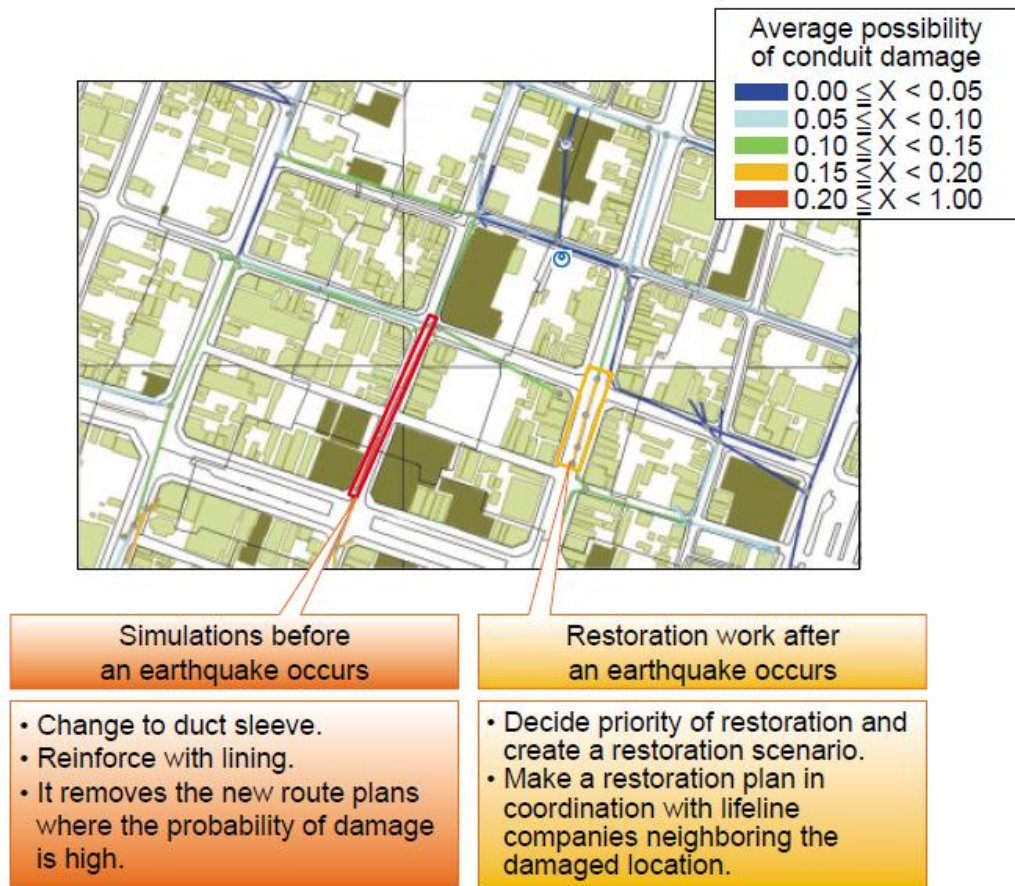 Average possibility
of conduit damage
0.00 ≦ X < 0.05
0.05 ≦ X < 0.10
0.10 ≦ X < 0.15
0.15 ≦ X < 0.20
0.20 ≦ X < 1.00
Simulations before
an earthquake occurs
• Change to duct sleeve.
• Reinforce with lining.
• It removes the new route plans
where the probability of damage
is high.
Restoration work after
an earthquake occurs
• Decide priority of restoration and
create a restoration scenario.
• Make a restoration plan in
coordination with lifeline
companies neighboring the
damaged location.